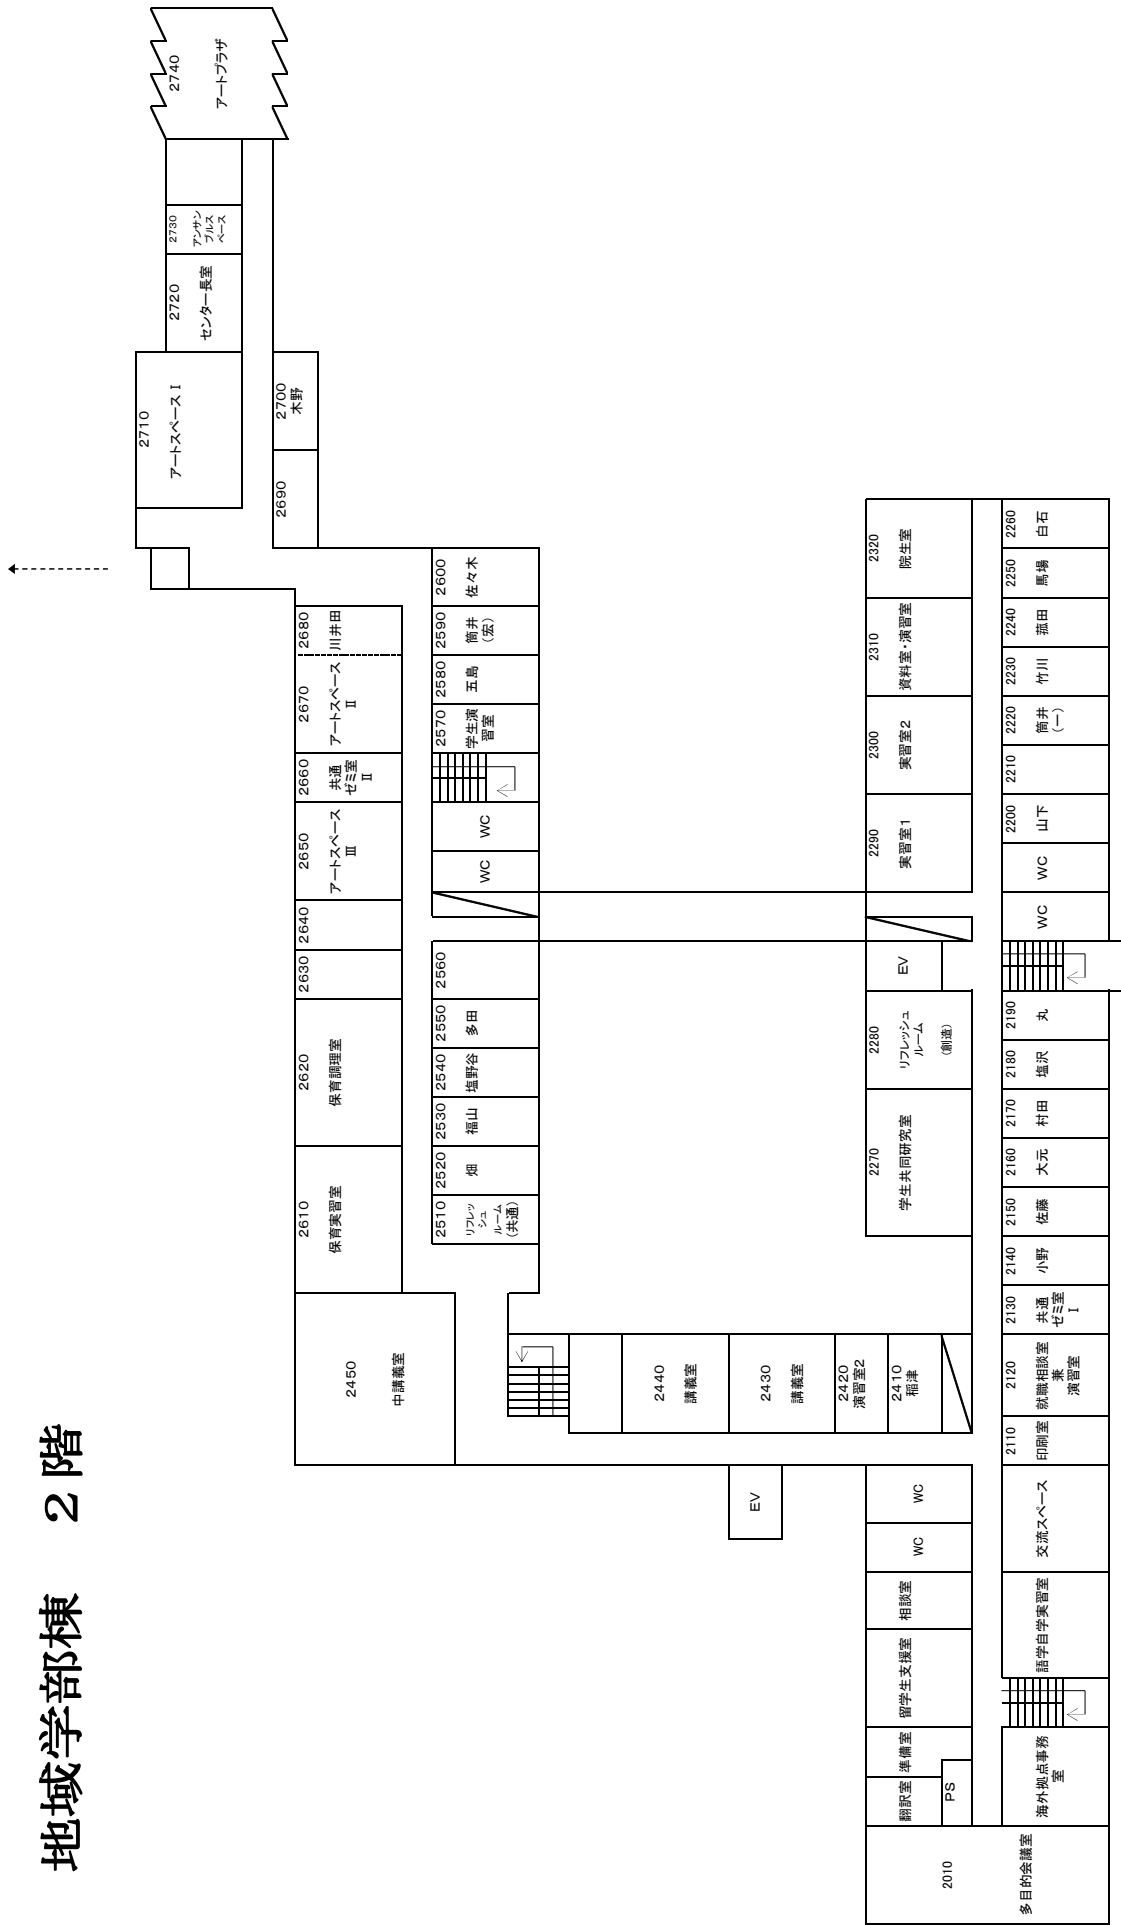 地域学部棟　２階
2740
アートプラザ
2730
アンサン
ブルス
ペース
2720
センター長室
2710
アートスペースⅠ
2700
木野
2690
2680
川井田
2670
アートスペース
Ⅱ
2660
共通
ゼミ室
Ⅱ
2650
アートスペース
Ⅲ
2640
2630
2620
保育調理室
2610
保育実習室
2600
佐々木
2590
筒井
（宏）
2580
五島
2570
学生演
習室
WC
WC
2560
2550
多田
2540
塩野谷
2530
福山
2520
畑
2510
リフレッ
シュ
ルーム
（共通）
2450
中講義室
2440
講義室
2430
講義室
2420
演習室2
2410
稲津
EV
2320
院生室
2310
資料室・演習室
2300
実習室2
2290
実習室1
EV
2280
リフレッシュ
ルーム
（創造）
2270
学生共同研究室
WC
WC
相談室
留学生支援室
準備室
翻訳室
PS
2010
多目的会議室
2260
白石
2250
馬場
2240
菰田
2230
竹川
2220
筒井
（一）
2210
2200
山下
WC
WC
2190
丸
2180
塩沢
2170
村田
2160
大元
2150
佐藤
2140
小野
2130
共通
ゼミ室
Ⅰ
2120
就職相談室
兼
演習室
2110
印刷室
交流スペース
語学自学実習室
海外拠点事務
室